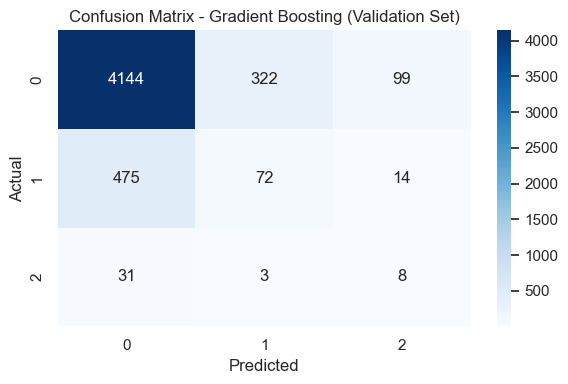 Confusion Matrix - Gradient Boosting (Validation Set)
4000
0 4144 322 99
3500
3000
2500
Actual
1 475 72 14
2000
1500
1000
2 31 3 8
500
0 1 2
Predicted